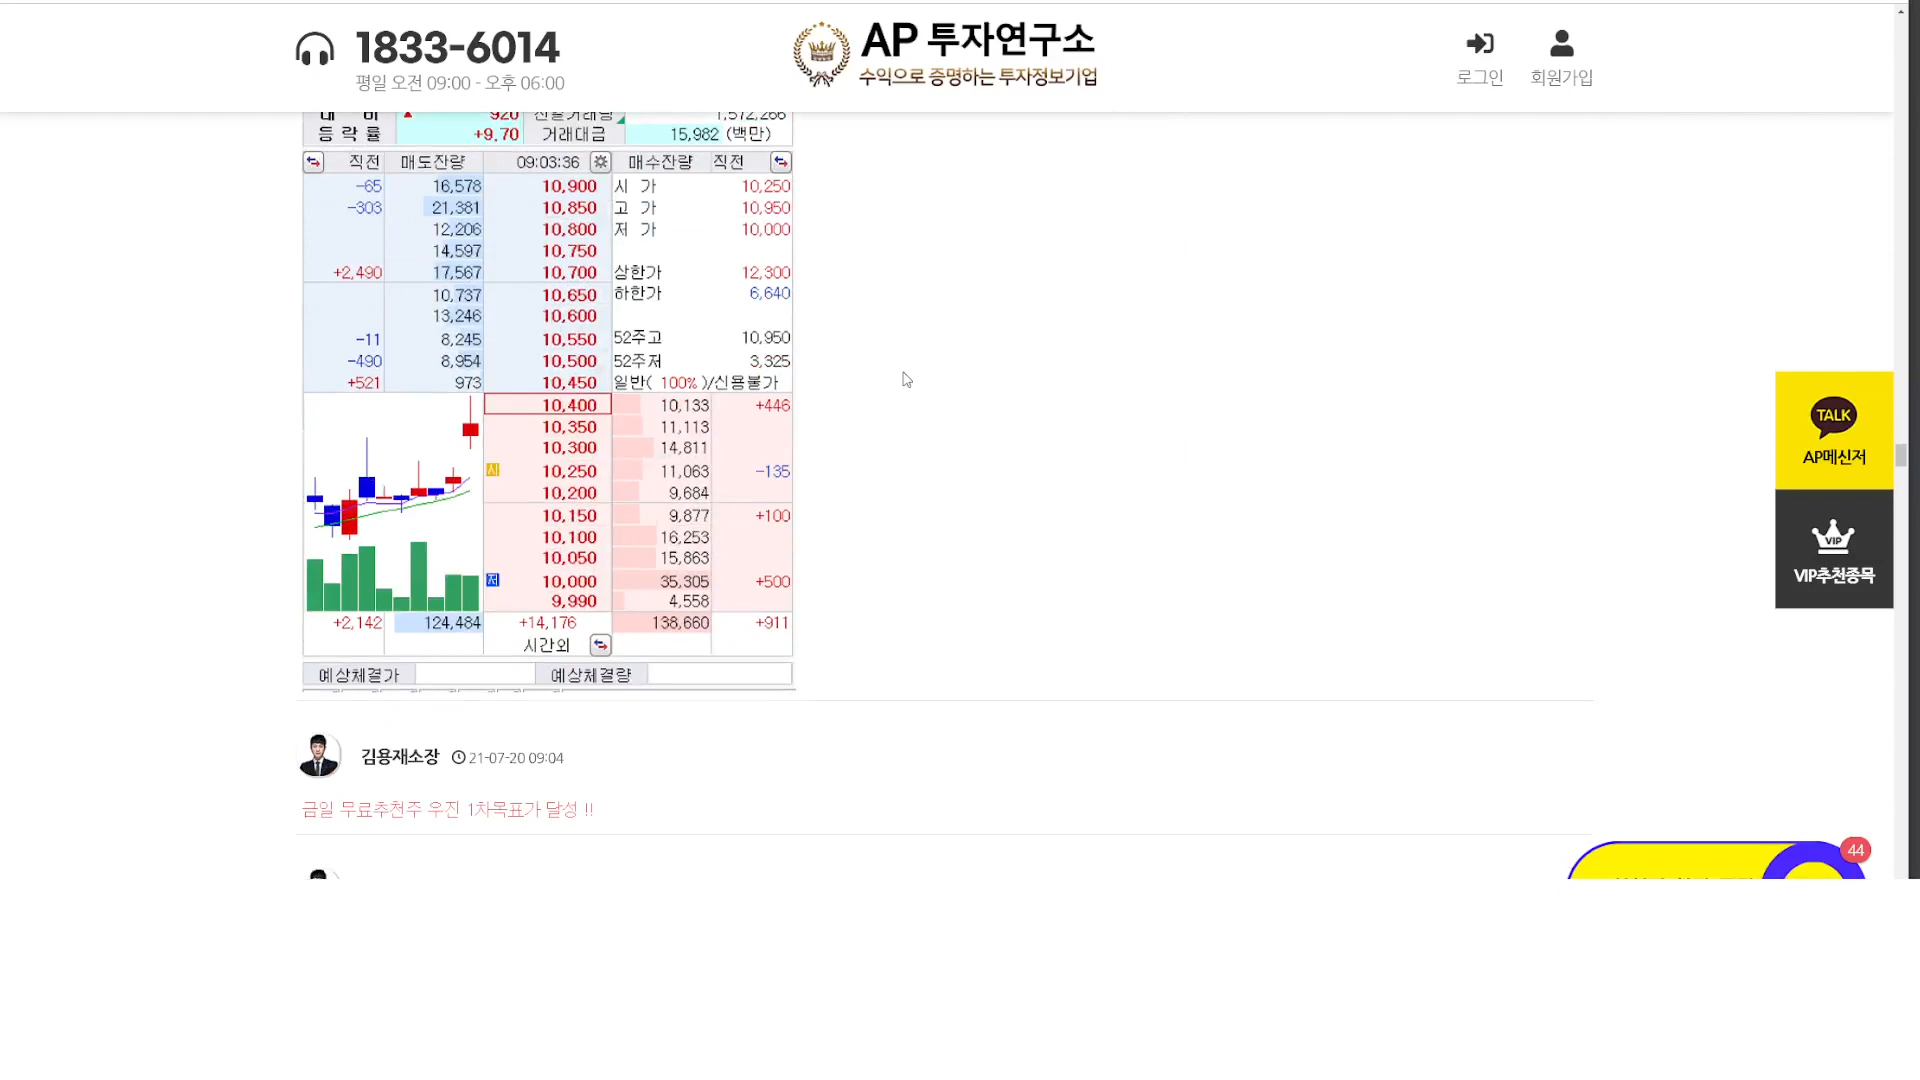 1833-6014
평일 오전 09:00 - 오후 06:00
AP 투자연구소
수익으로 증명하는 투자정보기업
로그인 회원가입
대 비 ▲ 920 전일거래량 1,572,266
등 락 률 +9.70 거래대금 15,982 (백만)
직전 매도잔량 09:03:36 매수잔량 직전
-65 16,578 10,900 시 가 10,250
-303 21,381 10,850 고 가 10,950
12,206 10,800 저 가 10,000
14,597 10,750
+2,490 17,567 10,700 상한가 12,300
10,737 10,650 하한가 6,640
13,246 10,600
-11 8,245 10,550 52주고 10,950
-490 8,954 10,500 52주저 3,325
+521 973 10,450 일반( 100% )/신용불가
10,400 10,133 +446
10,350 11,113
10,300 14,811
시 10,250 11,063 -135
10,200 9,684
10,150 9,877 +100
10,100 16,253
10,050 15,863
저 10,000 35,305 +500
9,990 4,558
+2,142 124,484 +14,176 138,660 +911
시간외
예상체결가 예상체결량
TALK
AP메신저
VIP
VIP추천종목
김용재소장 21-07-20 09:04
금일 무료추천주 우진 1차목표가 달성 !!
44